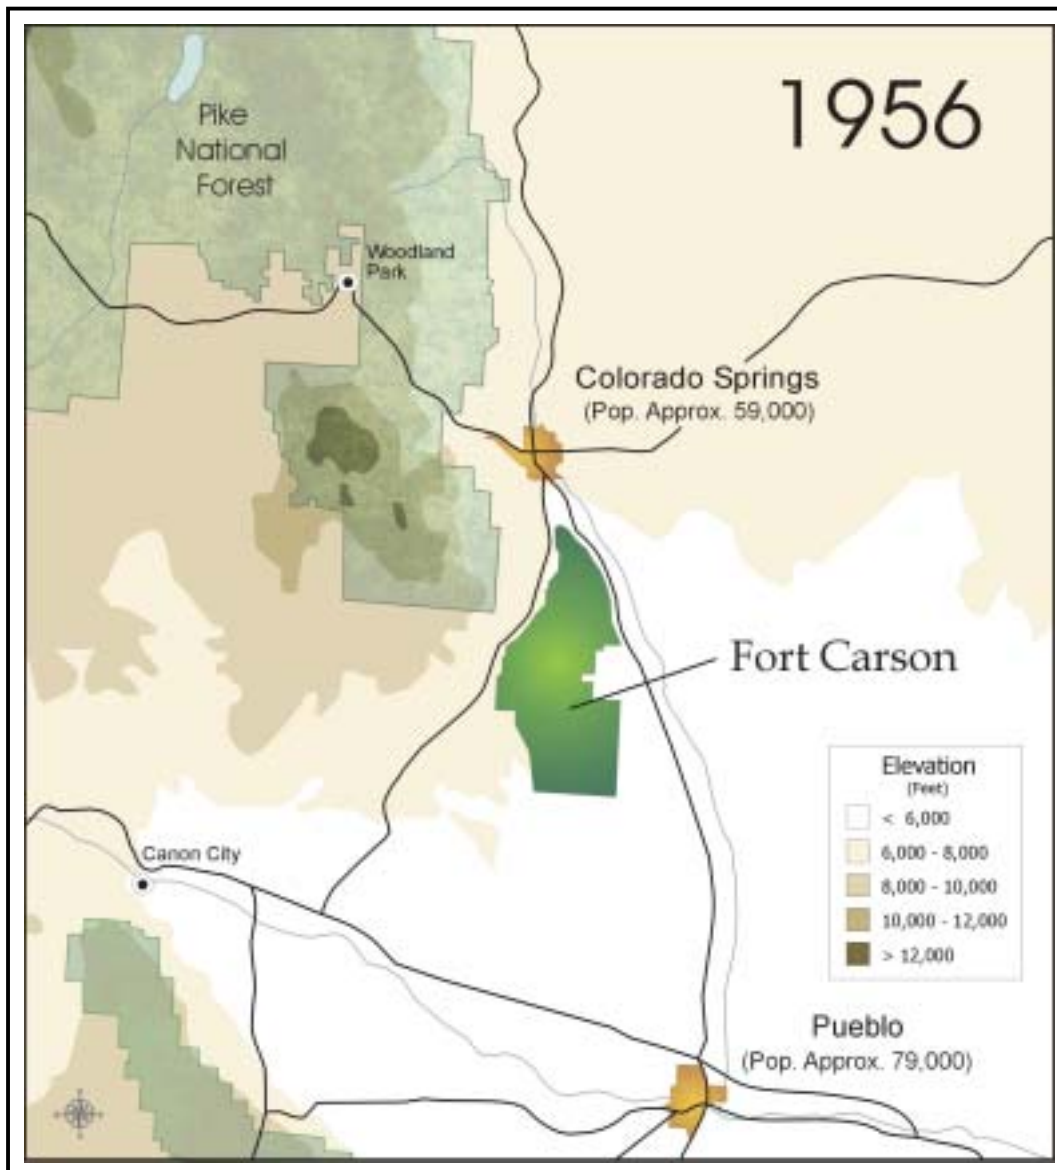 1956
Pike
National
Forest
Woodland
Park
Colorado Springs
(Pop. Approx. 59,000)
Fort Carson
Elevation
(Feet)
< 6,000
6,000 - 8,000
8,000 - 10,000
10,000 - 12,000
> 12,000
Canon City
Pueblo
(Pop. Approx. 79,000)